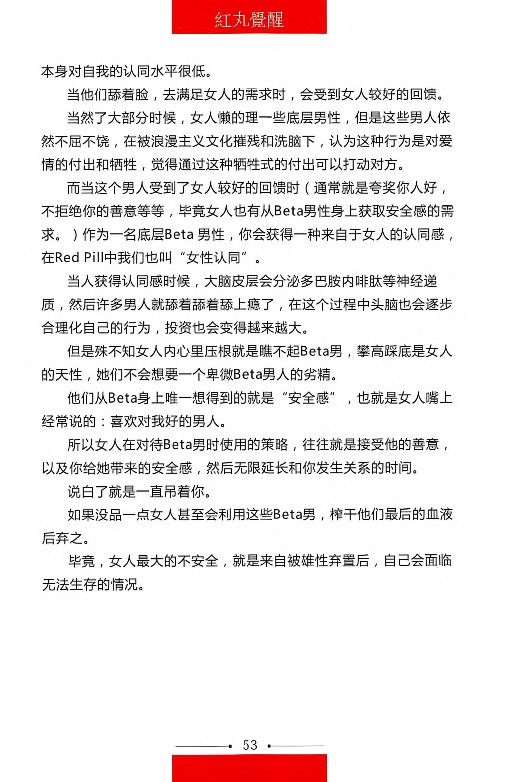 紅丸覺醒
本身对自我的认同水平很低。
当他们舔着脸，去满足女人的需求时，会受到女人较好的回馈。
当然了大部分时候，女人懒的理一些底层男性，但是这些男人依
然不屈不饶，在被浪漫主义文化摧残和洗脑下，认为这种行为是对爱
情的付出和牺牲，觉得通过这种牺牲式的付出可以打动对方。
而当这个男人受到了女人较好的回馈时（通常就是夸奖你人好，
不拒绝你的善意等等，毕竟女人也有从Beta男性身上获取安全感的需
求。）作为一名底层Beta 男性，你会获得一种来自于女人的认同感，
在Red Pill中我们也叫“女性认同”。
当人获得认同感时候，大脑皮层会分泌多巴胺内啡肽等神经递
质，然后许多男人就舔着舔着舔上瘾了，在这个过程中头脑也会逐步
合理化自己的行为，投资也会变得越来越大。
但是殊不知女人内心里压根就是瞧不起Beta男，攀高踩底是女人
的天性，她们不会想要一个卑微Beta男人的劣精。
他们从Beta身上唯一想得到的就是“安全感”，也就是女人嘴上
经常说的：喜欢对我好的男人。
所以女人在对待Beta男时使用的策略，往往就是接受他的善意，
以及你给她带来的安全感，然后无限延长和你发生关系的时间。
说白了就是一直吊着你。
如果没品一点女人甚至会利用这些Beta男，榨干他们最后的血液
后弃之。
毕竟，女人最大的不安全，就是来自被雄性弃置后，自己会面临
无法生存的情况。
53